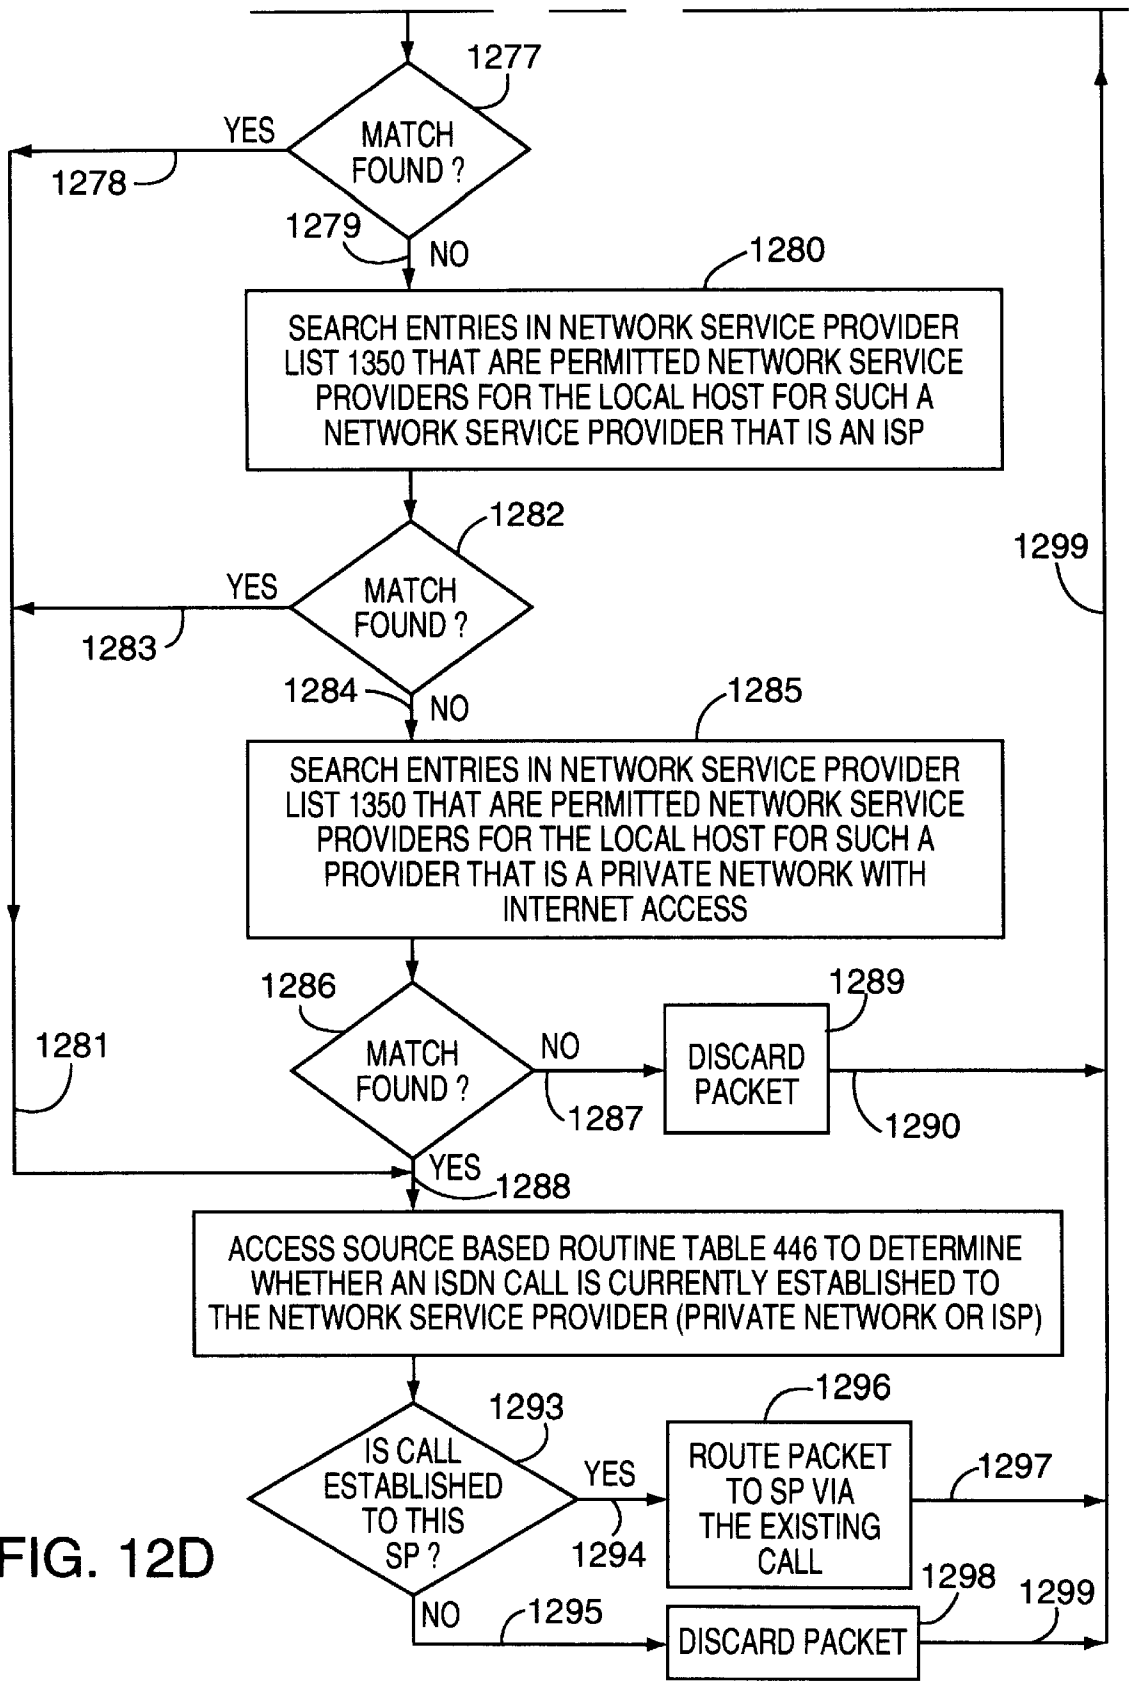 1277
YES
MATCH
FOUND ?
1278
1279
NO
1280
SEARCH ENTRIES IN NETWORK SERVICE PROVIDER
LIST 1350 THAT ARE PERMITTED NETWORK SERVICE
PROVIDERS FOR THE LOCAL HOST FOR SUCH A
NETWORK SERVICE PROVIDER THAT IS AN ISP
1282
1299
YES
MATCH
FOUND ?
1283
1284
NO
1285
SEARCH ENTRIES IN NETWORK SERVICE PROVIDER
LIST 1350 THAT ARE PERMITTED NETWORK SERVICE
PROVIDERS FOR THE LOCAL HOST FOR SUCH A
PROVIDER THAT IS A PRIVATE NETWORK WITH
INTERNET ACCESS
1286
1289
1281
MATCH
FOUND ?
NO
DISCARD
PACKET
1287
1290
YES
1288
ACCESS SOURCE BASED ROUTINE TABLE 446 TO DETERMINE
WHETHER AN ISDN CALL IS CURRENTLY ESTABLISHED TO
THE NETWORK SERVICE PROVIDER (PRIVATE NETWORK OR ISP)
1293
1296
IS CALL
ESTABLISHED
TO THIS
SP ?
YES
1294
ROUTE PACKET
TO SP VIA
THE EXISTING
CALL
1297
FIG. 12D
NO
1295
1298
1299
DISCARD PACKET